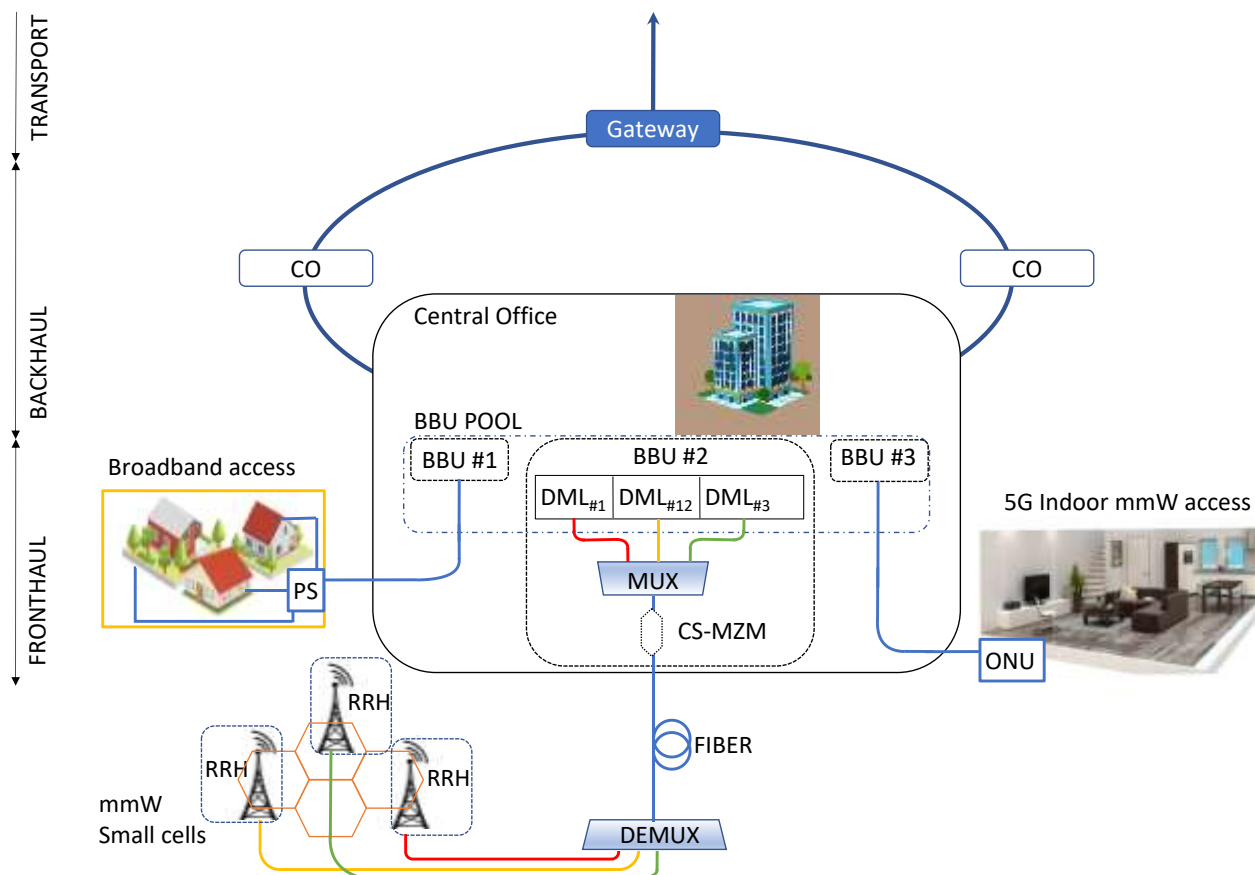 TRANSPORT
Gateway
CO
CO
BACKHAUL
Central Office
BBU POOL
BBU #1
BBU #2
BBU #3
DML#1
DML#12
DML#3
Broadband access
5G Indoor mmW access
FRONTHAUL
MUX
PS
CS-MZM
ONU
RRH
RRH
RRH
FIBER
mmW
Small cells
DEMUX